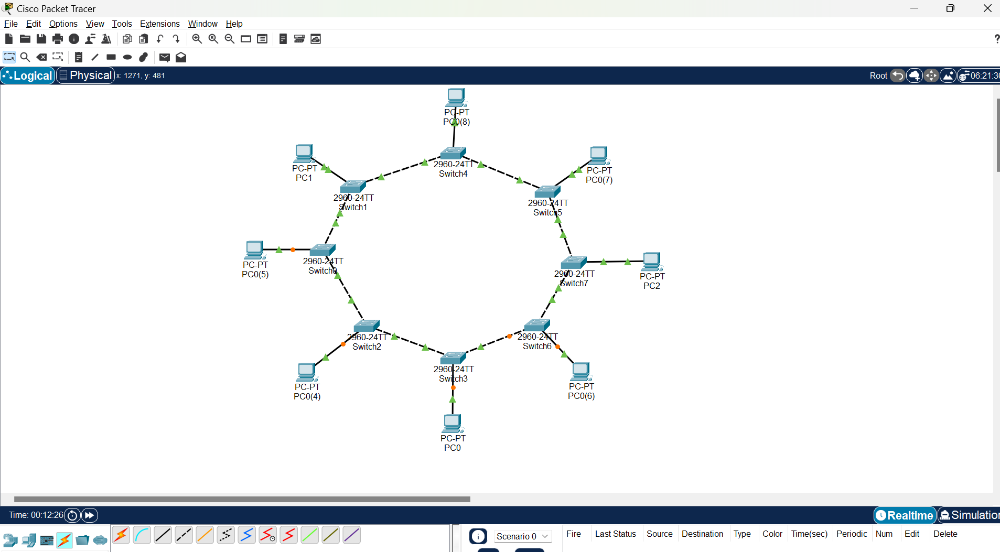 Cisco Packet Tracer
File Edit Options View Tools Extensions Window Help
?
Logical Physical x: 1271, y: 481 Root 06:21:30
PC-PT
PC0(8)
PC-PT
PC1
2960-24TT
Switch4
PC-PT
PC0(7)
2960-24TT
Switch1
2960-24TT
Switch5
PC-PT
PC0(5)
2960-24TT
Switch0
2960-24TT
Switch7
PC-PT
PC2
2960-24TT
Switch2
2960-24TT
Switch6
2960-24TT
Switch3
PC-PT
PC0(4)
PC-PT
PC0(6)
PC-PT
PC0
Time: 00:12:26 Realtime Simulation
Scenario 0 Fire Last Status Source Destination Type Color Time(sec) Periodic Num Edit Delete